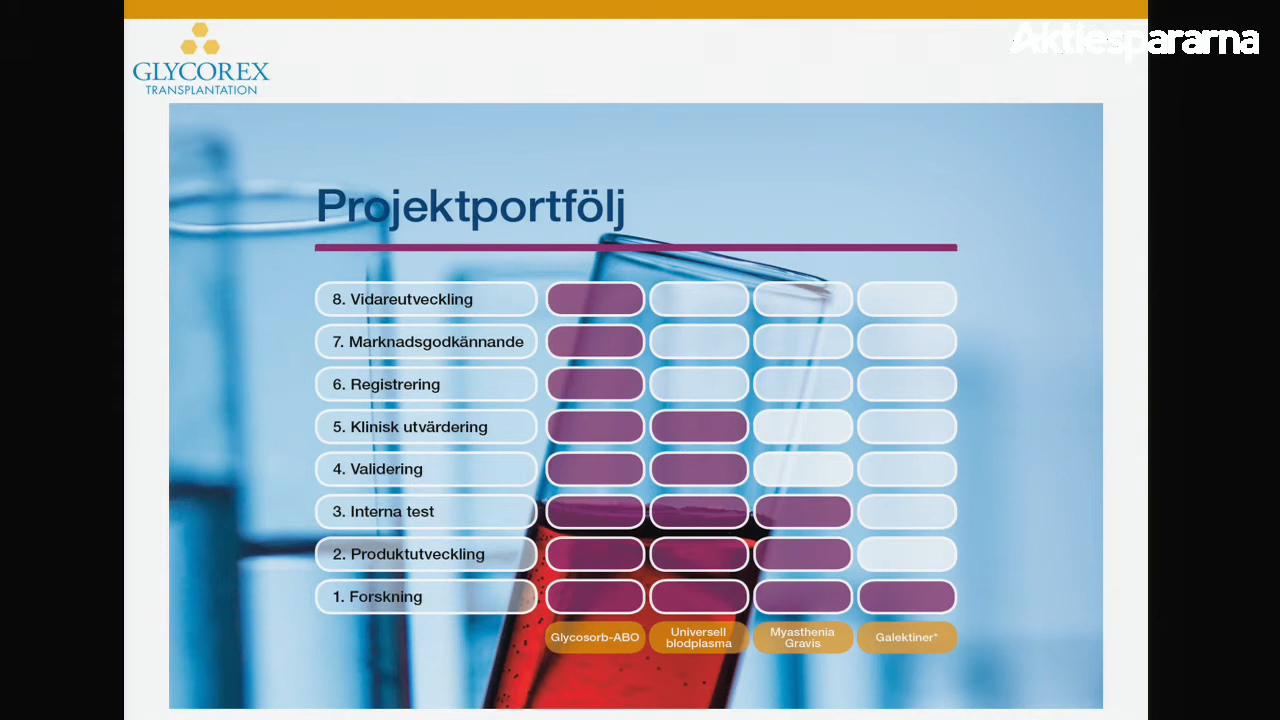 GLYCOREX
TRANSPLANTATION
Aktiespararna
Projektportfölj
8. Vidareutveckling
7. Marknadsgodkännande
6. Registrering
5. Klinisk utvärdering
4. Validering
3. Interna test
2. Produktutveckling
1. Forskning
Glycosorb-ABO
Universell
blodplasma
Myasthenia
Gravis
Galektiner*